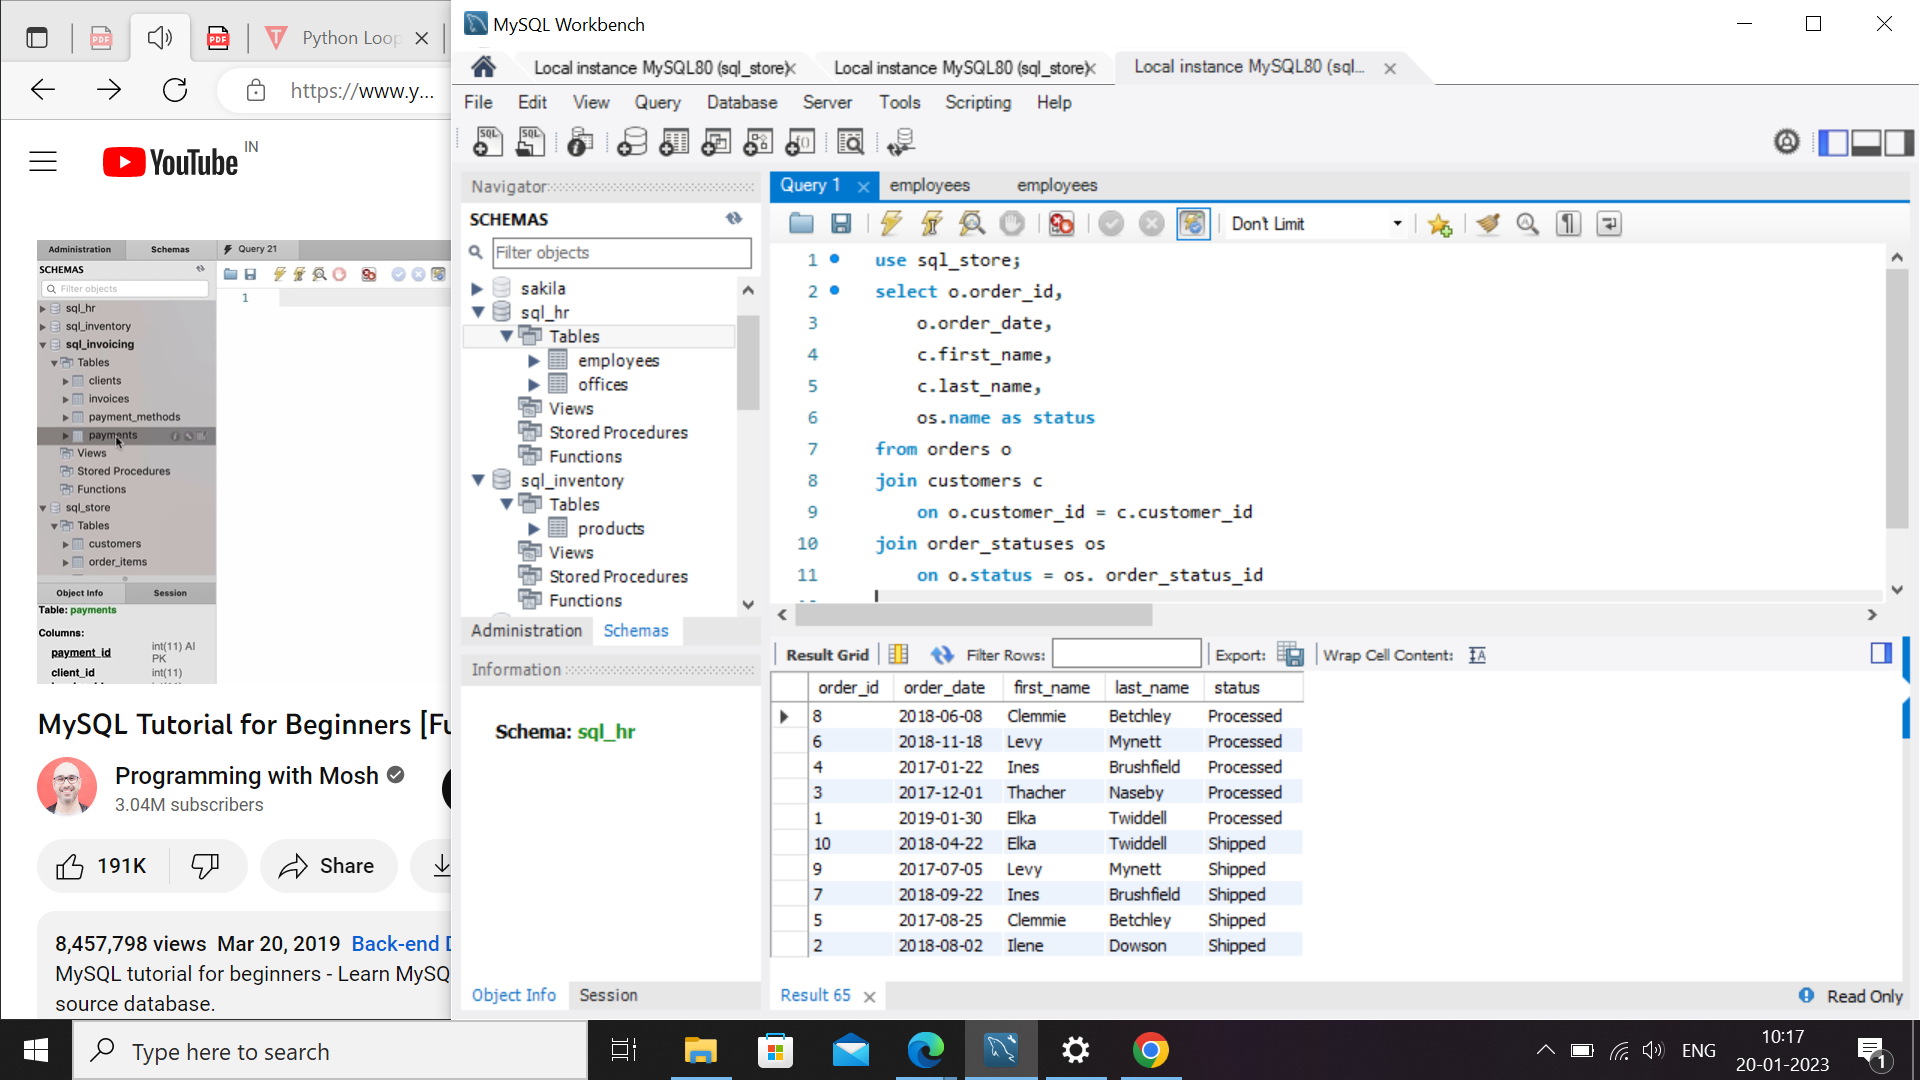 Python Loop
https://www.y...
YouTube
IN
Administration
Schemas
Query 21
SCHEMAS
Filter objects
1
sql_hr
sql_inventory
sql_invoicing
Tables
clients
invoices
payment_methods
payments
Views
Stored Procedures
Functions
sql_store
Tables
customers
order_items
Object Info
Session
Table: payments
Columns:
payment_id int(11) AI
PK
client_id int(11)
MySQL Tutorial for Beginners [Fu
Programming with Mosh
3.04M subscribers
191K
Share
8,457,798 views Mar 20, 2019 Back-end D
MySQL tutorial for beginners - Learn MySQ
source database.
MySQL Workbench
Local instance MySQL80 (sql_store)
Local instance MySQL80 (sql_store)
Local instance MySQL80 (sql...
File Edit View Query Database Server Tools Scripting Help
Navigator
SCHEMAS
Filter objects
sakila
sql_hr
Tables
employees
offices
Views
Stored Procedures
Functions
sql_inventory
Tables
products
Views
Stored Procedures
Functions
Administration
Schemas
Information
Schema: sql_hr
Object Info
Session
Query 1
employees
employees
Don't Limit
1 use sql_store;
2 select o.order_id,
3 o.order_date,
4 c.first_name,
5 c.last_name,
6 os.name as status
7 from orders o
8 join customers c
9 on o.customer_id = c.customer_id
10 join order_statuses os
11 on o.status = os. order_status_id
Result Grid
Filter Rows:
Export:
Wrap Cell Content:
order_id order_date first_name last_name status
8 2018-06-08 Clemmie Betchley Processed
6 2018-11-18 Levy Mynett Processed
4 2017-01-22 Ines Brushfield Processed
3 2017-12-01 Thacher Naseby Processed
1 2019-01-30 Elka Twiddell Processed
10 2018-04-22 Elka Twiddell Shipped
9 2017-07-05 Levy Mynett Shipped
7 2018-09-22 Ines Brushfield Shipped
5 2017-08-25 Clemmie Betchley Shipped
2 2018-08-02 Ilene Dowson Shipped
Result 65
Read Only
Type here to search
ENG
10:17
20-01-2023
1